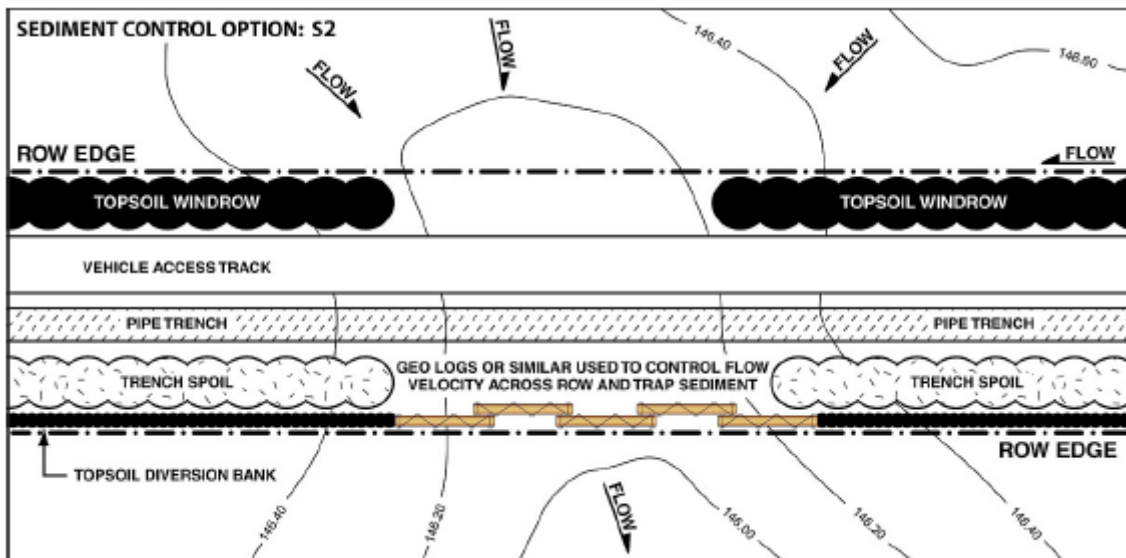 SEDIMENT CONTROL OPTION: S2
FLOW
FLOW
146.40
FLOW
146.60
ROW EDGE
FLOW
TOPSOIL WINDROW
TOPSOIL WINDROW
VEHICLE ACCESS TRACK
PIPE TRENCH
PIPE TRENCH
GEO LOGS OR SIMILAR USED TO CONTROL FLOW
VELOCITY ACROSS ROW AND TRAP SEDIMENT
TRENCH SPOIL
TRENCH SPOIL
ROW EDGE
TOPSOIL DIVERSION BANK
146.40
146.20
FLOW
146.00
146.20
146.40